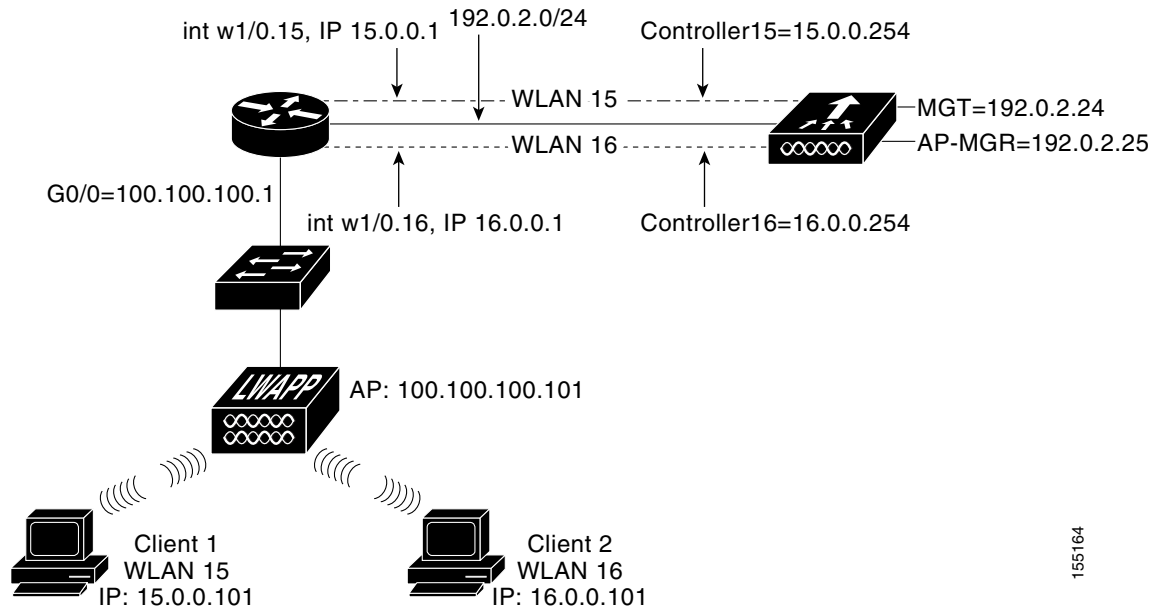 int w1/0.15, IP 15.0.0.1
192.0.2.0/24
Controller15=15.0.0.254
WLAN 15
MGT=192.0.2.24
WLAN 16
AP-MGR=192.0.2.25
G0/0=100.100.100.1
int w1/0.16, IP 16.0.0.1
Controller16=16.0.0.254
LWAPP
AP: 100.100.100.101
Client 1
WLAN 15
IP: 15.0.0.101
Client 2
WLAN 16
IP: 16.0.0.101
155164